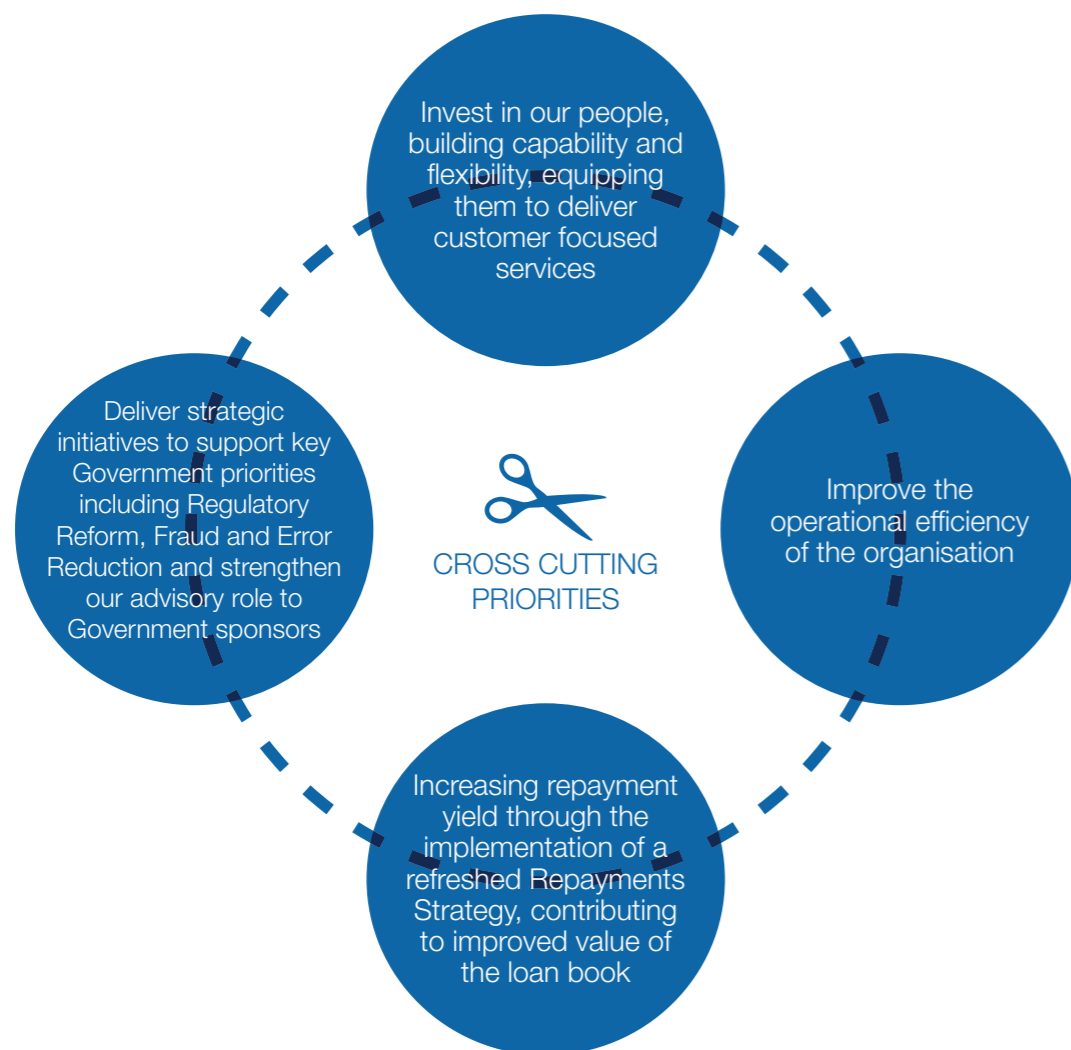 Invest in our people,
building capability and
flexibility, equipping
them to deliver
customer focused
services
Deliver strategic
initiatives to support key
Government priorities
including Regulatory
Reform, Fraud and Error
Reduction and strengthen
our advisory role to
Government sponsors
CROSS CUTTING
PRIORITIES
Improve the
operational efficiency
of the organisation
Increasing repayment
yield through the
implementation of a
refreshed Repayments
Strategy, contributing
to improved value of
the loan book